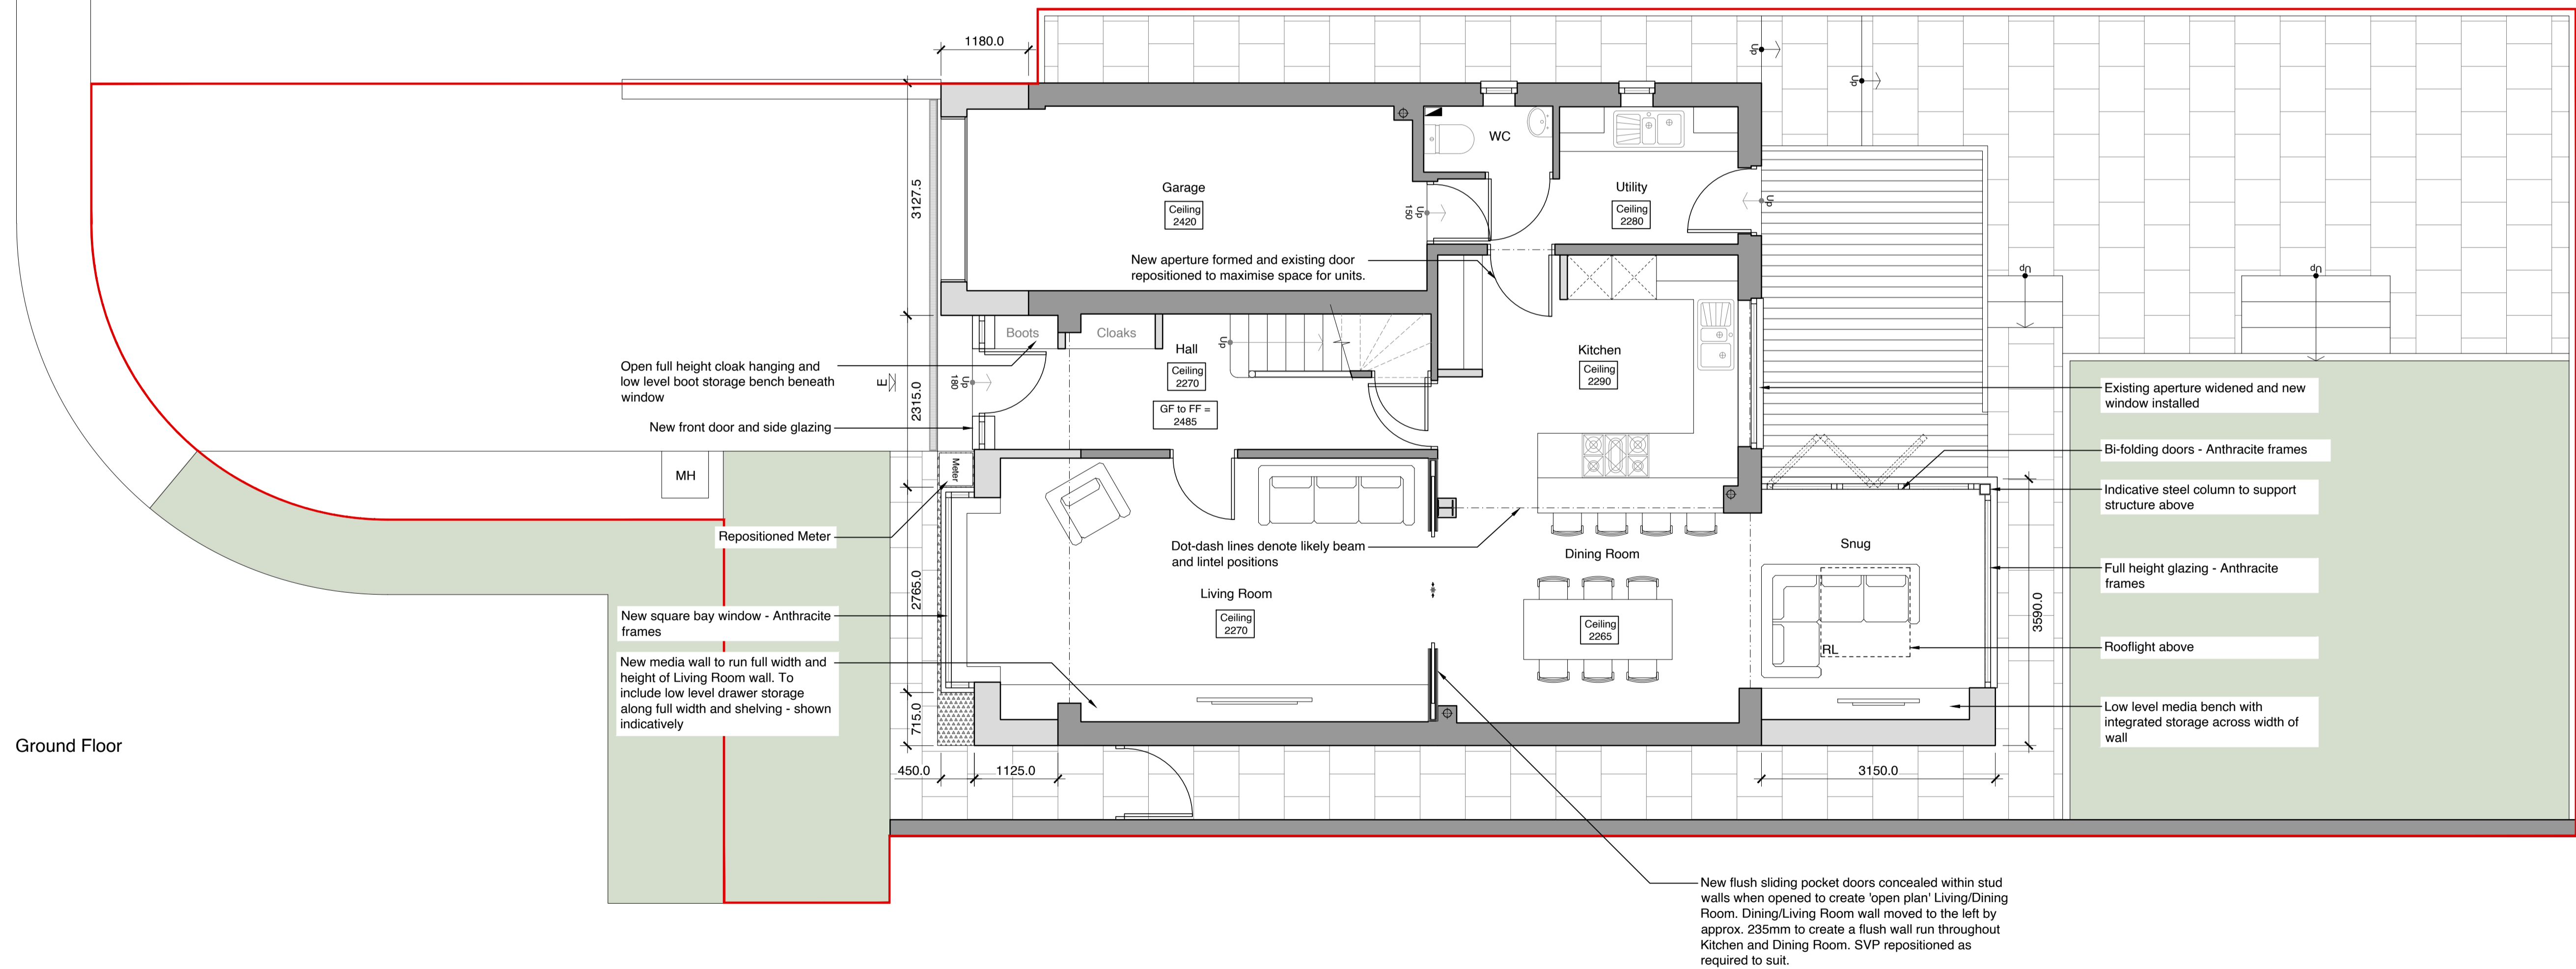 1180.0
Up
Up
3127.5
Garage
Ceiling
2420
WC
Utility
Ceiling
2280
Up
150
Up
New aperture formed and existing door
repositioned to maximise space for units.
Up
Up
Boots
Cloaks
Hall
Ceiling
2270
GF to FF =
2485
Up
Kitchen
Ceiling
2290
Open full height cloak hanging and
low level boot storage bench beneath
window
E
Up
180
2315.0
New front door and side glazing
Existing aperture widened and new
window installed
Bi-folding doors - Anthracite frames
Indicative steel column to support
structure above
MH
Meter
Repositioned Meter
Dot-dash lines denote likely beam
and lintel positions
Dining Room
Snug
Full height glazing - Anthracite
frames
2765.0
Living Room
Ceiling
2270
Ceiling
2265
3590.0
New square bay window - Anthracite
frames
Rooflight above
RL
New media wall to run full width and
height of Living Room wall. To
include low level drawer storage
along full width and shelving - shown
indicatively
715.0
Low level media bench with
integrated storage across width of
wall
Ground Floor
450.0
1125.0
3150.0
New flush sliding pocket doors concealed within stud
walls when opened to create 'open plan' Living/Dining
Room. Dining/Living Room wall moved to the left by
approx. 235mm to create a flush wall run throughout
Kitchen and Dining Room. SVP repositioned as
required to suit.